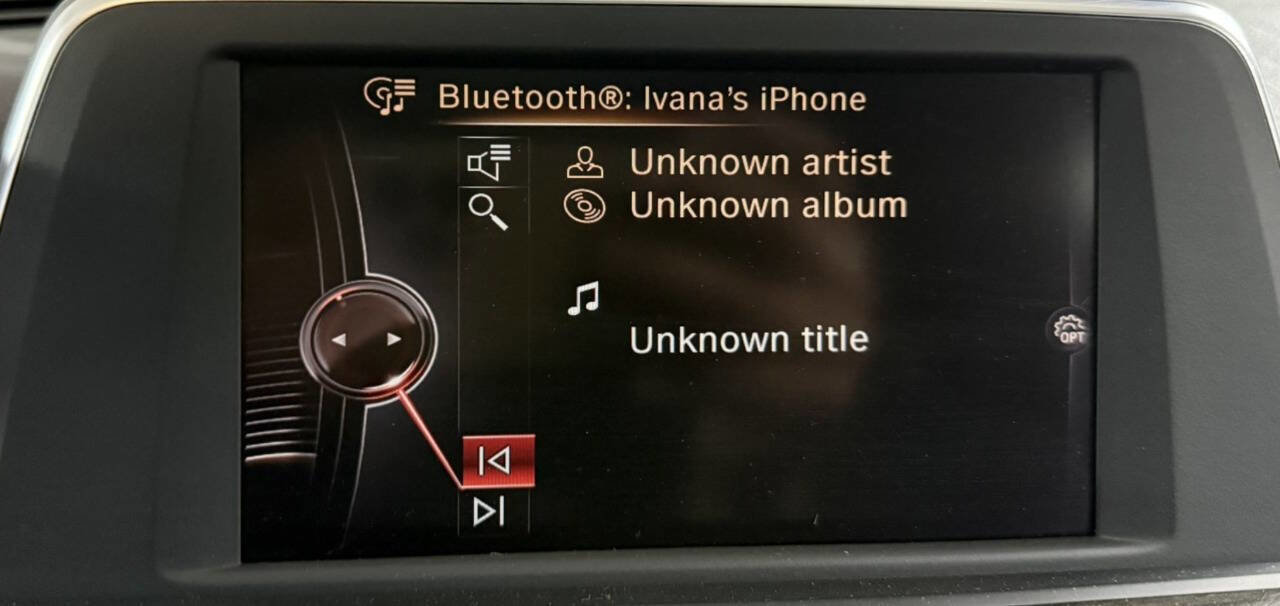 Bluetooth®: Ivana’s iPhone
Unknown artist
Unknown album
Unknown title
OPT